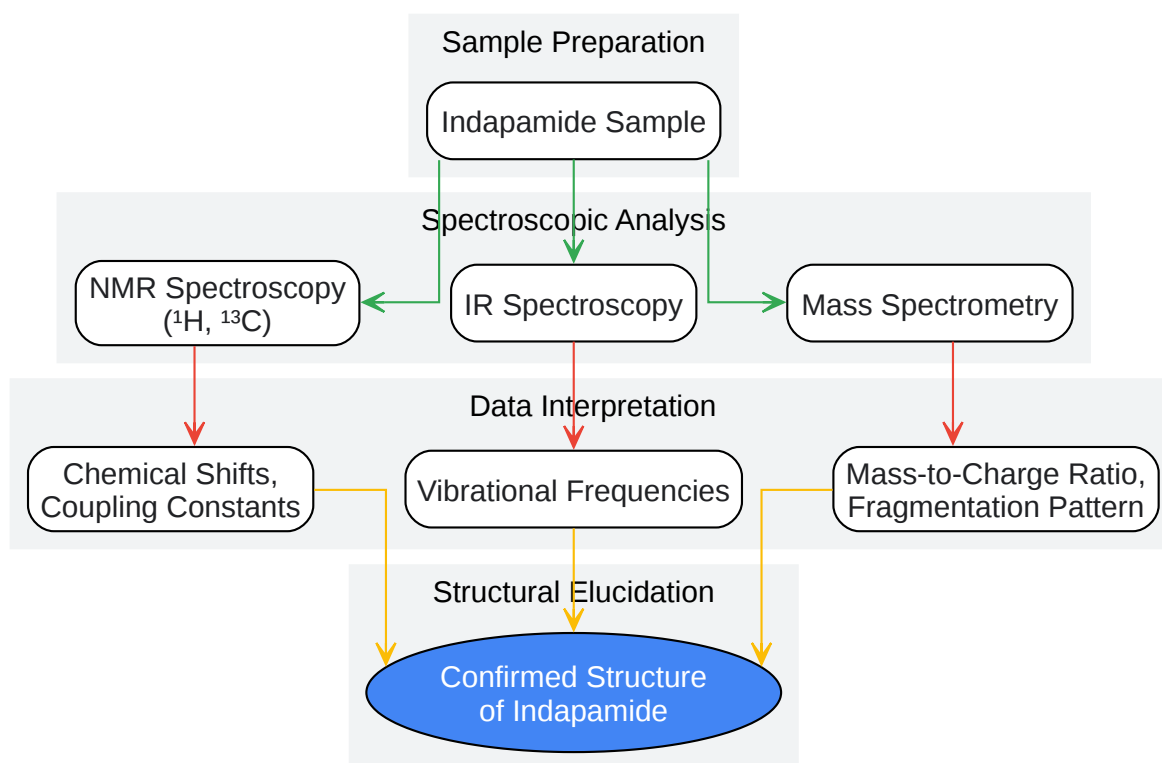 Sample Preparation
Indapamide Sample
Spectroscopic Analysis
NMR Spectroscopy
(¹H, ¹³C)
IR Spectroscopy
Mass Spectrometry
Data Interpretation
Chemical Shifts,
Coupling Constants
Vibrational Frequencies
Mass-to-Charge Ratio,
Fragmentation Pattern
Structural Elucidation
Confirmed Structure
of Indapamide